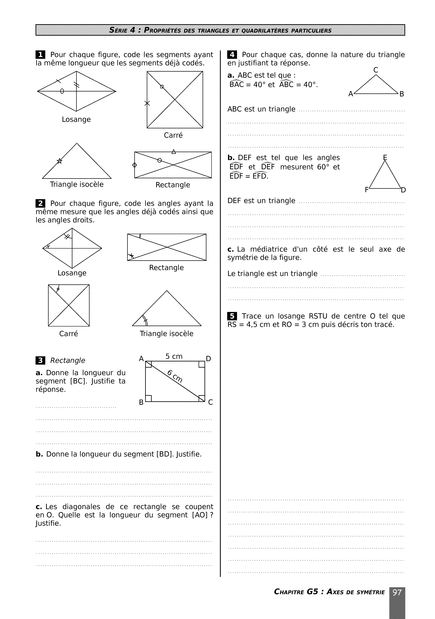 Série 4 : Propriétés des triangles et quadrilatères particuliers
1 Pour chaque figure, code les segments ayant
la même longueur que les segments déjà codés.
Losange
Carré
Triangle isocèle
Rectangle
2 Pour chaque figure, code les angles ayant la
même mesure que les angles déjà codés ainsi que
les angles droits.
Losange
Rectangle
Carré
Triangle isocèle
3 Rectangle
a. Donne la longueur du
segment [BC]. Justifie ta
réponse.
A
5 cm
D
6 cm
B
C
b. Donne la longueur du segment [BD]. Justifie.
c. Les diagonales de ce rectangle se coupent
en O. Quelle est la longueur du segment [AO] ?
Justifie.
4 Pour chaque cas, donne la nature du triangle
en justifiant ta réponse.
a. ABC est tel que :
BAC = 40° et ABC = 40°.
C
A
B
ABC est un triangle
b. DEF est tel que les angles
EDF et DEF mesurent 60° et
EDF = EFD.
E
F
D
DEF est un triangle
c. La médiatrice d'un côté est le seul axe de
symétrie de la figure.
Le triangle est un triangle
5 Trace un losange RSTU de centre O tel que
RS = 4,5 cm et RO = 3 cm puis décris ton tracé.
Chapitre G5 : Axes de symétrie 97